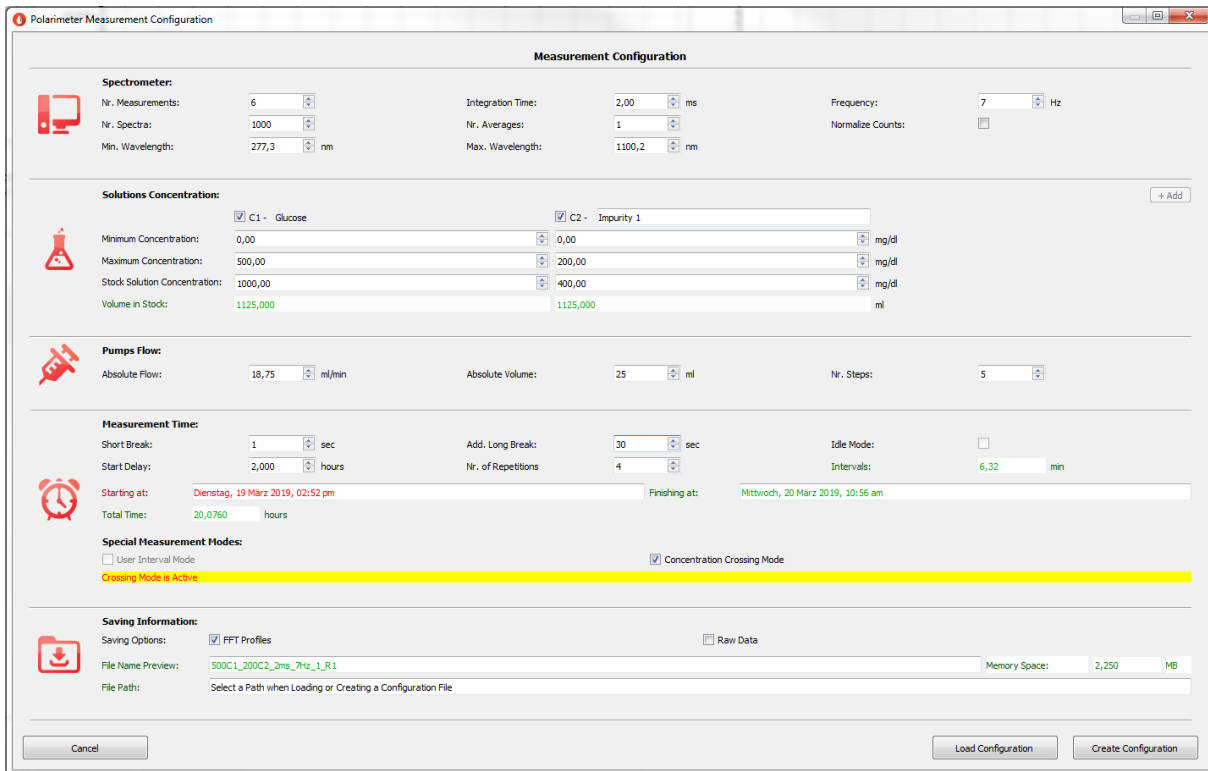 Polarimeter Measurement Configuration
Measurement Configuration
Spectrometer:
Nr. Measurements: 6 Integration Time: 2,00 ms Frequency: 7 Hz
Nr. Spectra: 1000 Nr. Averages: 1 Normalize Counts:
Min. Wavelength: 277,3 nm Max. Wavelength: 1100,2 nm
Solutions Concentration: + Add
C1 - Glucose C2 - Impurity 1
Minimum Concentration: 0,00 0,00 mg/dl
Maximum Concentration: 500,00 200,00 mg/dl
Stock Solution Concentration: 1000,00 400,00 mg/dl
Volume in Stock: 1125,000 1125,000 ml
Pumps Flow:
Absolute Flow: 18,75 ml/min Absolute Volume: 25 ml Nr. Steps: 5
Measurement Time:
Short Break: 1 sec Add. Long Break: 30 sec Idle Mode:
Start Delay: 2,000 hours Nr. of Repetitions 4 Intervals: 6,32 min
Starting at: Dienstag, 19 März 2019, 02:52 pm Finishing at: Mittwoch, 20 März 2019, 10:56 am
Total Time: 20,0760 hours
Special Measurement Modes:
User Interval Mode Concentration Crossing Mode
Crossing Mode is Active
Saving Information:
Saving Options: FFT Profiles Raw Data
File Name Preview: 500C1_200C2_2ms_7Hz_1_R1 Memory Space: 2,250 MB
File Path: Select a Path when Loading or Creating a Configuration File
Cancel Load Configuration Create Configuration